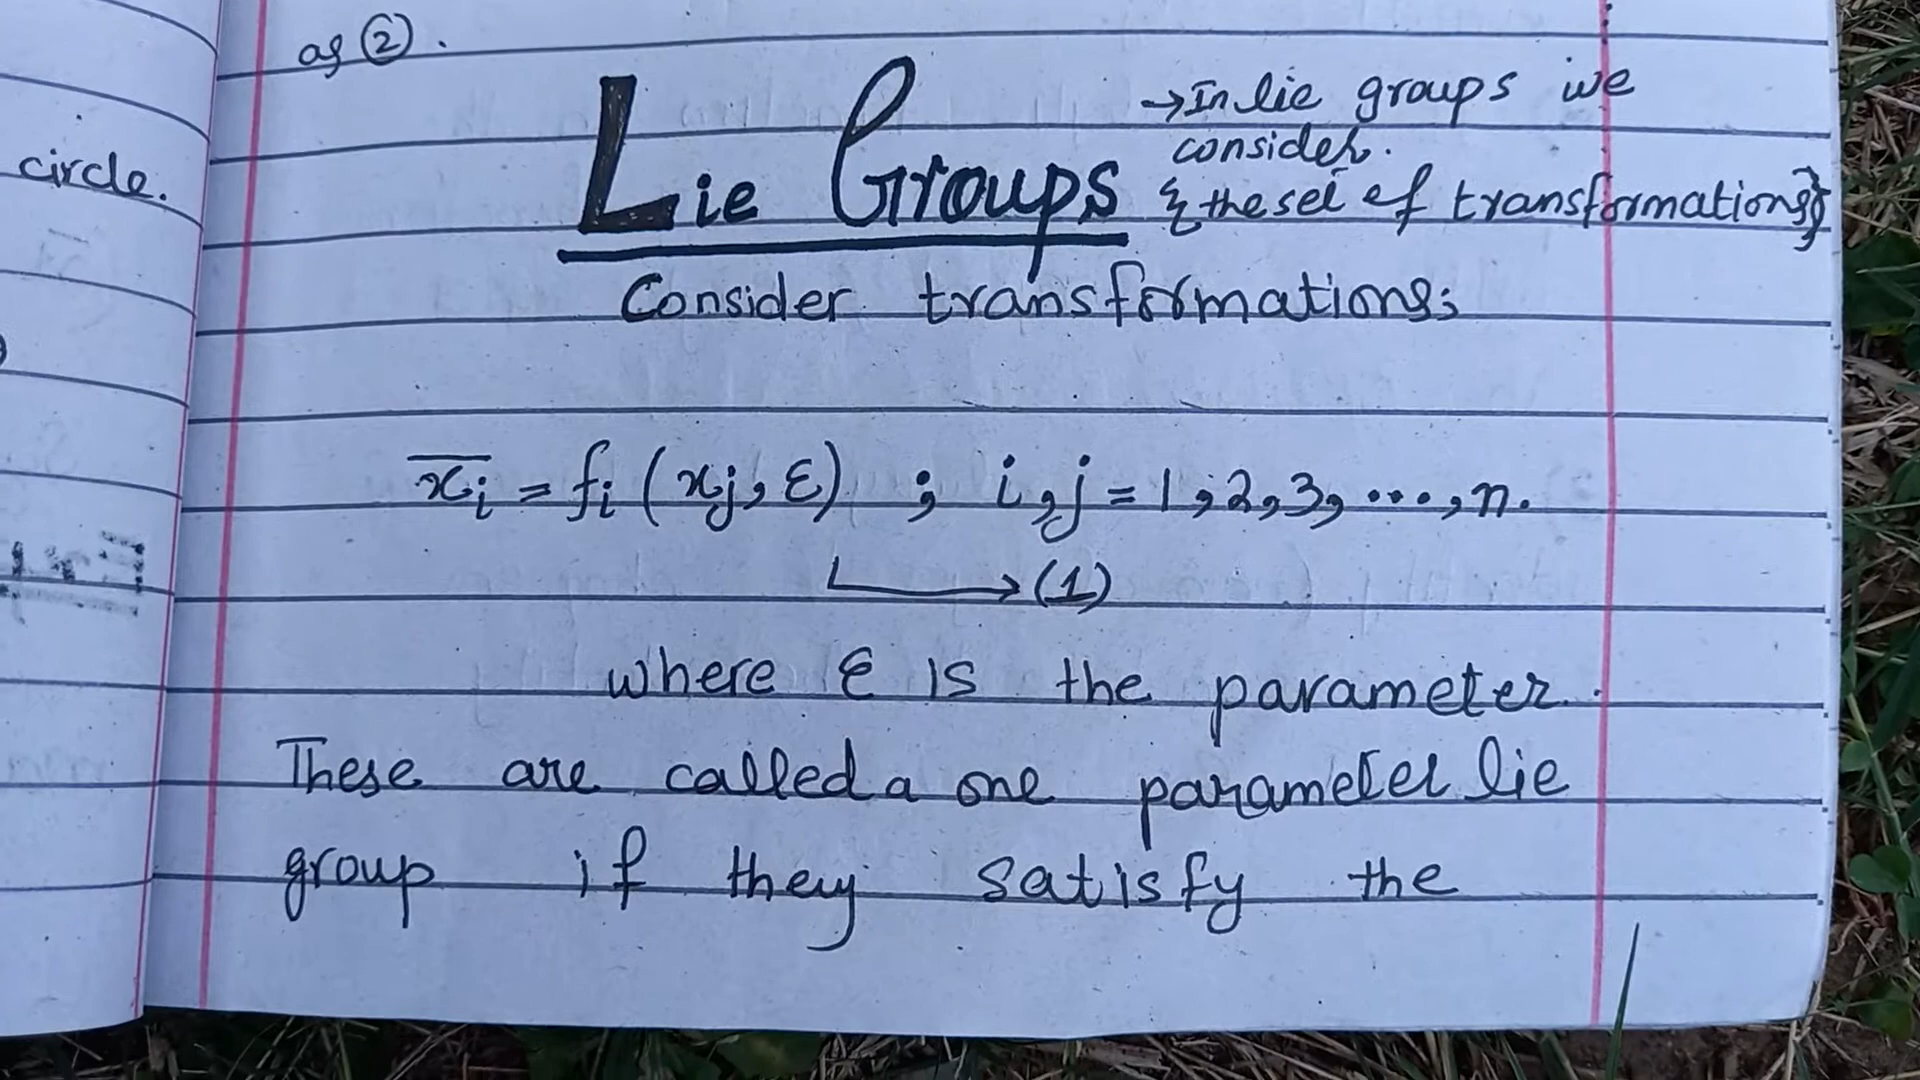 circle.
as ②.
Lie Groups
→In lie groups we
consider.
{ the set of transformations}
Consider transformations:
x̄i = fi (xj, ε) ; i,j = 1,2,3, ..., n.
↳ (1)
where ε is the parameter.
These are called a one parameter lie
group if they satisfy the